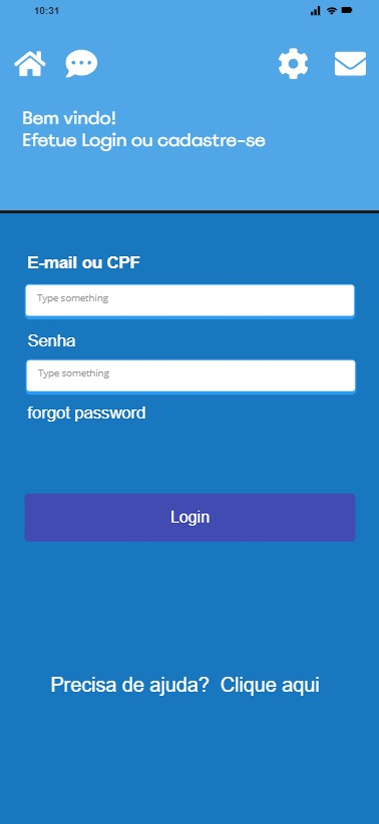 10:31
Bem vindo!
Efetue Login ou cadastre-se
E-mail ou CPF
Type something
Senha
Type something
forgot password
Login
Precisa de ajuda?  Clique aqui